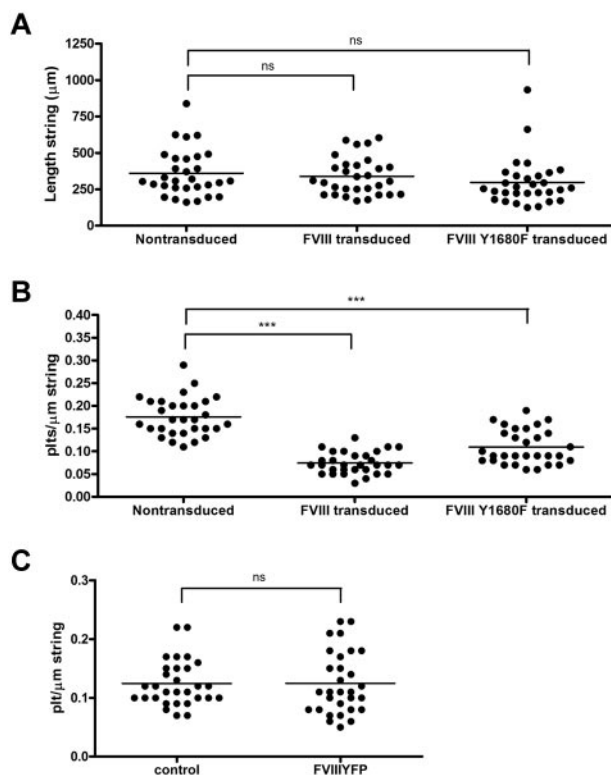 A
ns
ns
Length string (μm)
1250
1000
750
500
250
0
Nontransduced
FVIII transduced
FVIII Y1680F transduced
B
***
***
plts/μm string
0.40
0.35
0.30
0.25
0.20
0.15
0.10
0.05
0.00
Nontransduced
FVIII transduced
FVIII Y1680F transduced
C
ns
plt/μm string
0.3
0.2
0.1
0.0
control
FVIIIYFP